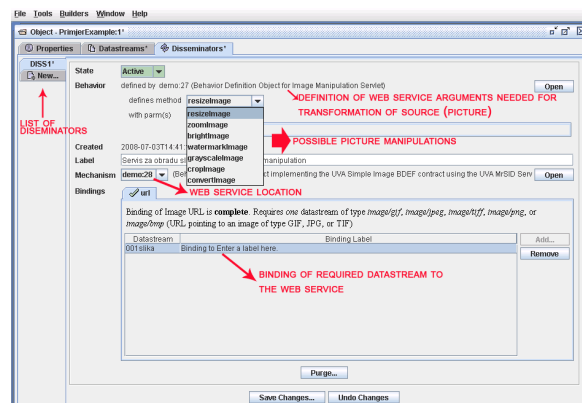 File Tools Builders Window Help
Object - PrimjerExample:1*
Properties Datastreams* Disseminators*
DISS1*
New...
State Active
Behavior defined by demo:27 (Behavior Definition Object for Image Manipulation Servlet) Open
defines method resizeImage
with parm(s)
resizeImage
zoomImage
brightImage
watermarkImage
grayscaleImage
cropImage
convertImage
DEFINITION OF WEB SERVICE ARGUMENTS NEEDED FOR
TRANSFORMATION OF SOURCE (PICTURE)
LIST OF
DISEMINATORS
POSSIBLE PICTURE MANIPULATIONS
Created 2008-07-03T14:41:
Label Servis za obradu sl manipulation
Mechanism demo:28 (Beh t implementing the UVA Simple Image BDEF contract using the UVA MrSID Serv Open
WEB SERVICE LOCATION
Bindings url
Binding of Image URL is complete. Requires one datastream of type image/gif, image/jpeg, image/tiff, image/png, or
image/bmp (URL pointing to an image of type GIF, JPG, or TIF)
Datastream Binding Label Add...
001slika Binding to Enter a label here. Remove
BINDING OF REQUIRED DATASTREAM TO
THE WEB SERVICE
Purge...
Save Changes... Undo Changes